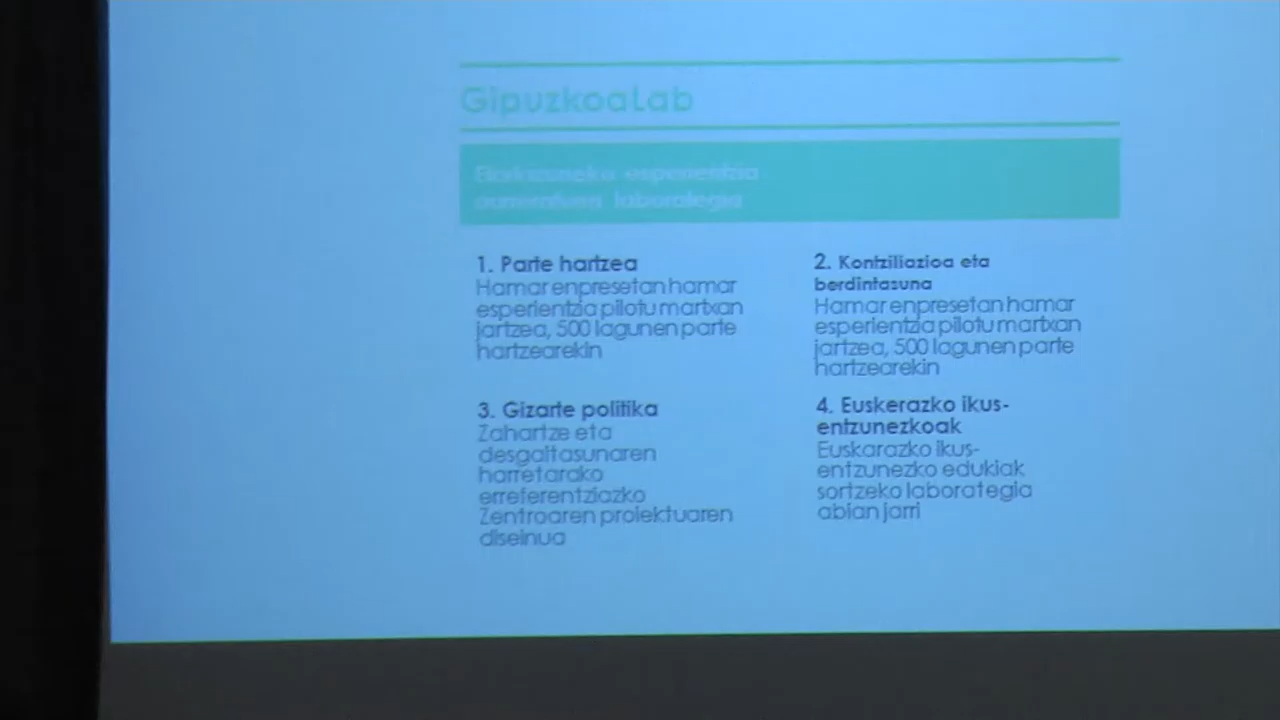 GipuzkoaLab
esperientzia
laborategia
1. Parte hartzea
Hamar enpresetan hamar
esperientzia pilotu martxan
jartzea, 500 lagunen parte
hartzearekin
2. Kontziliazioa eta
berdintasuna
Hamar enpresetan hamar
esperientzia pilotu martxan
jartzea, 500 lagunen parte
hartzearekin
3. Gizarte politika
Zahartze eta
desgaitasunaren
harretarako
erreferentziazko
Zentroaren proiektuaren
diseinua
4. Euskerazko ikus-
entzunezkoak
Euskarazko ikus-
entzunezko edukiak
sortzeko laborategia
abian jarri